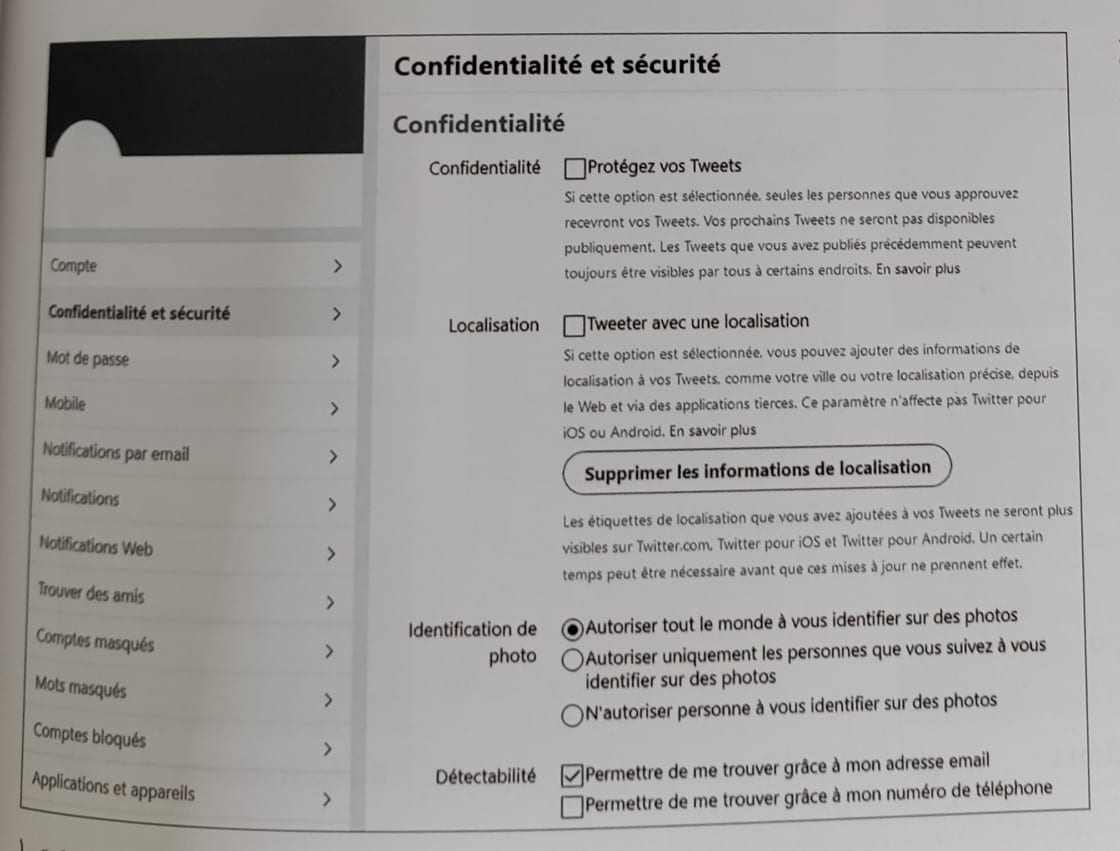 Confidentialité et sécurité
Confidentialité
Confidentialité
Protégez vos Tweets
Si cette option est sélectionnée, seules les personnes que vous approuvez
recevront vos Tweets. Vos prochains Tweets ne seront pas disponibles
publiquement. Les Tweets que vous avez publiés précédemment peuvent
toujours être visibles par tous à certains endroits. En savoir plus
Localisation
Tweeter avec une localisation
Si cette option est sélectionnée, vous pouvez ajouter des informations de
localisation à vos Tweets, comme votre ville ou votre localisation précise, depuis
le Web et via des applications tierces. Ce paramètre n'affecte pas Twitter pour
iOS ou Android. En savoir plus
Supprimer les informations de localisation
Les étiquettes de localisation que vous avez ajoutées à vos Tweets ne seront plus
visibles sur Twitter.com, Twitter pour iOS et Twitter pour Android. Un certain
temps peut être nécessaire avant que ces mises à jour ne prennent effet.
Identification de
photo
Autoriser tout le monde à vous identifier sur des photos
Autoriser uniquement les personnes que vous suivez à vous
identifier sur des photos
N'autoriser personne à vous identifier sur des photos
Détectabilité
Permettre de me trouver grâce à mon adresse email
Permettre de me trouver grâce à mon numéro de téléphone
Compte
Confidentialité et sécurité
Mot de passe
Mobile
Notifications par email
Notifications
Notifications Web
Trouver des amis
Comptes masqués
Mots masqués
Comptes bloqués
Applications et appareils